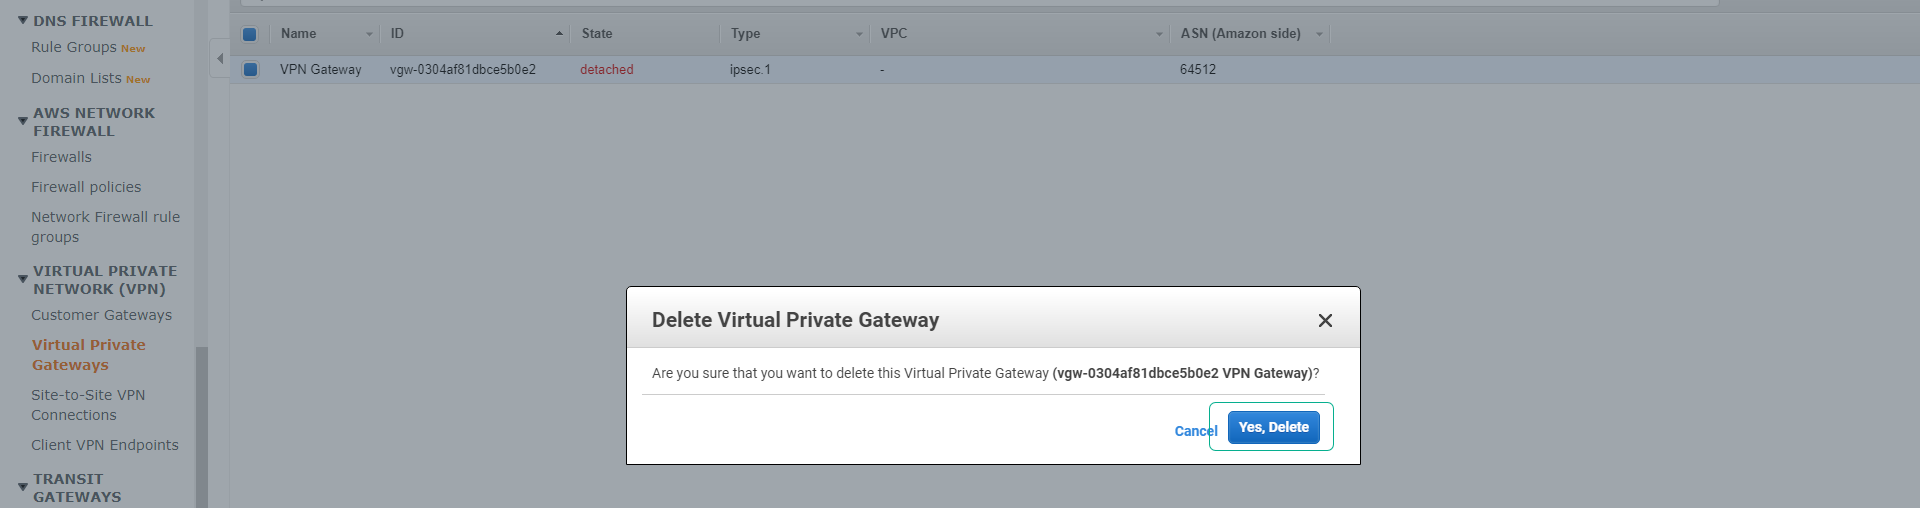 DNS FIREWALL
Rule Groups New
Domain Lists New
AWS NETWORK
FIREWALL
Firewalls
Firewall policies
Network Firewall rule
groups
VIRTUAL PRIVATE
NETWORK (VPN)
Customer Gateways
Virtual Private
Gateways
Site-to-Site VPN
Connections
Client VPN Endpoints
TRANSIT
GATEWAYS
Name ID State Type VPC ASN (Amazon side)
VPN Gateway vgw-0304af81dbce5b0e2 detached ipsec.1 - 64512
Delete Virtual Private Gateway
Are you sure that you want to delete this Virtual Private Gateway (vgw-0304af81dbce5b0e2 VPN Gateway)?
Cancel Yes, Delete